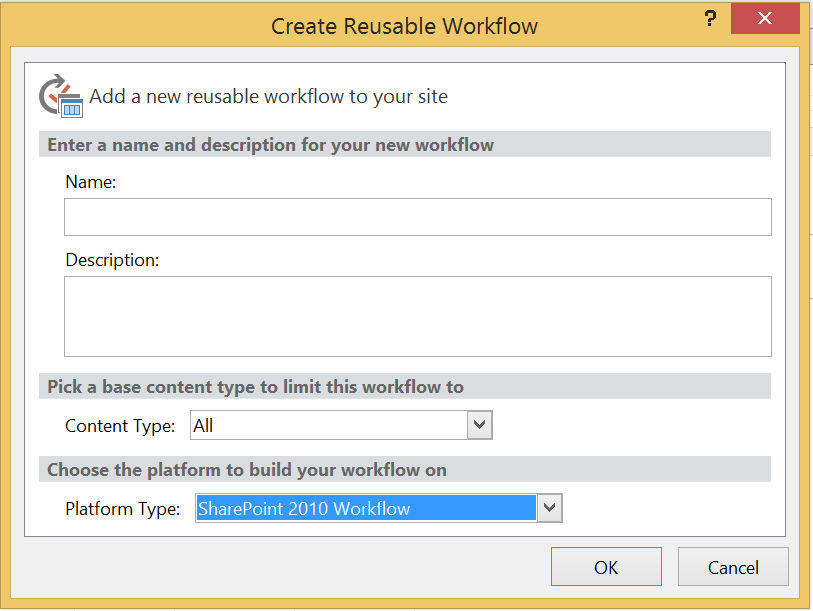 Create Reusable Workflow
?
Add a new reusable workflow to your site
Enter a name and description for your new workflow
Name:
Description:
Pick a base content type to limit this workflow to
Content Type: All
Choose the platform to build your workflow on
Platform Type: SharePoint 2010 Workflow
OK Cancel